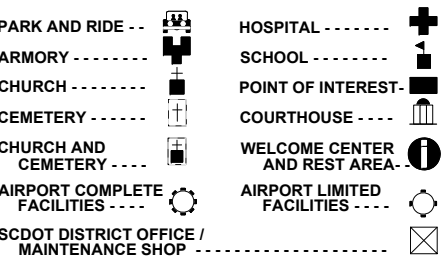 PARK AND RIDE - -
HOSPITAL - - - - - - -
ARMORY - - - - - - - -
SCHOOL - - - - - - - -
CHURCH - - - - - - - -
POINT OF INTEREST-
CEMETERY - - - - - -
COURTHOUSE - - - -
CHURCH AND
CEMETERY - - - -
WELCOME CENTER
AND REST AREA- -
AIRPORT COMPLETE
FACILITIES - - - -
AIRPORT LIMITED
FACILITIES - - - -
SCDOT DISTRICT OFFICE /
MAINTENANCE SHOP - - - - - - - - - - - - - - - - - - -